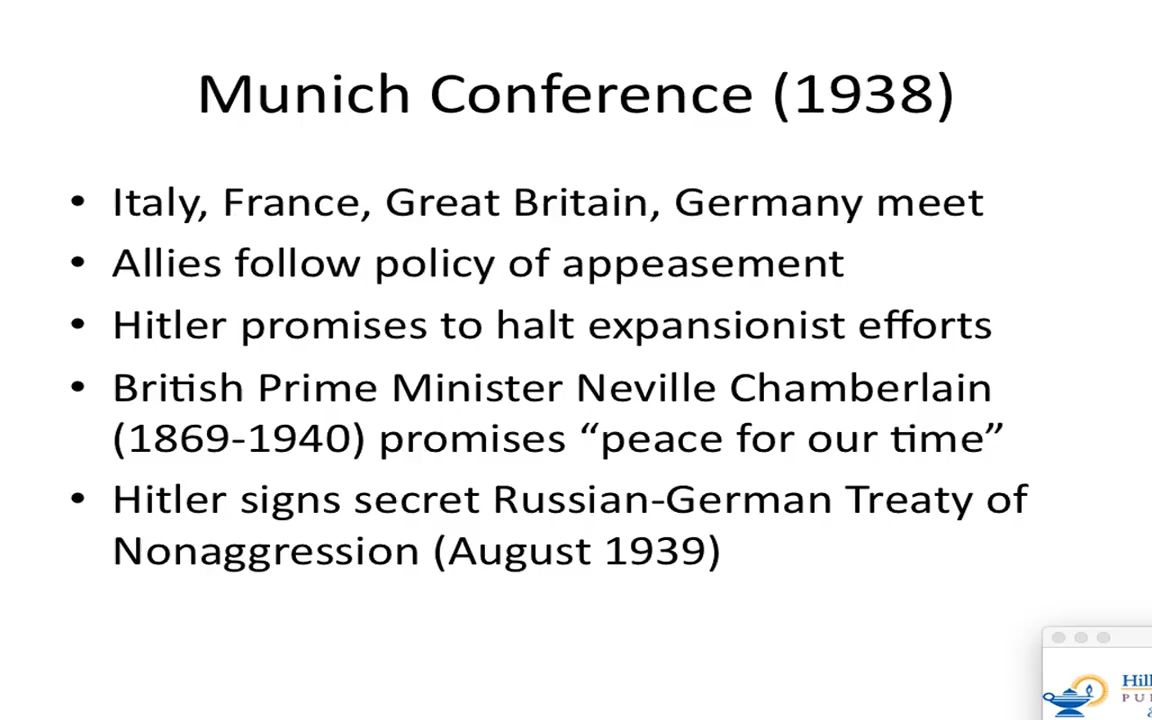 Munich Conference (1938)
• Italy, France, Great Britain, Germany meet
• Allies follow policy of appeasement
• Hitler promises to halt expansionist efforts
• British Prime Minister Neville Chamberlain
(1869-1940) promises “peace for our time”
• Hitler signs secret Russian-German Treaty of
Nonaggression (August 1939)
Hill
PU
&